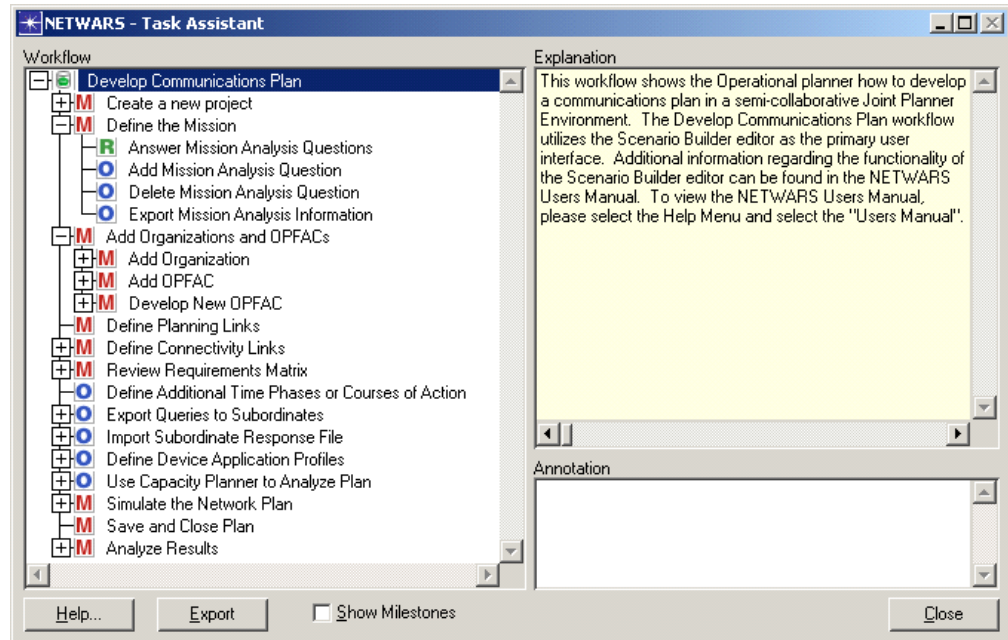 NETWARS - Task Assistant
Workflow
Develop Communications Plan
M Create a new project
M Define the Mission
R Answer Mission Analysis Questions
O Add Mission Analysis Question
O Delete Mission Analysis Question
O Export Mission Analysis Information
M Add Organizations and OPFACs
M Add Organization
M Add OPFAC
M Develop New OPFAC
M Define Planning Links
M Define Connectivity Links
M Review Requirements Matrix
O Define Additional Time Phases or Courses of Action
O Export Queries to Subordinates
O Import Subordinate Response File
O Define Device Application Profiles
O Use Capacity Planner to Analyze Plan
M Simulate the Network Plan
M Save and Close Plan
M Analyze Results
Explanation
This workflow shows the Operational planner how to develop
a communications plan in a semi-collaborative Joint Planner
Environment. The Develop Communications Plan workflow
utilizes the Scenario Builder editor as the primary user
interface. Additional information regarding the functionality of
the Scenario Builder editor can be found in the NETWARS
Users Manual. To view the NETWARS Users Manual,
please select the Help Menu and select the "Users Manual".
Annotation
Help...
Export
Show Milestones
Close